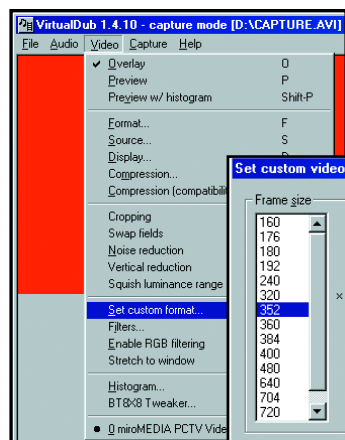 VirtualDub 1.4.10 - capture mode [D:\CAPTURE.AVI]
File Audio Video Capture Help
Overlay O
Preview P
Preview w/ histogram Shift-P
Format... F
Source... S
Display...
Compression...
Compression (compatibilit
Cropping
Swap fields
Noise reduction
Vertical reduction
Squish luminance range
Set custom format...
Filters...
Enable RGB filtering
Stretch to window
Histogram...
BT8X8 Tweaker...
0 miroMEDIA PCTV Vide
Set custom video
Frame size
160
176
180
192
240
320
352
360
384
400
480
640
704
720
×